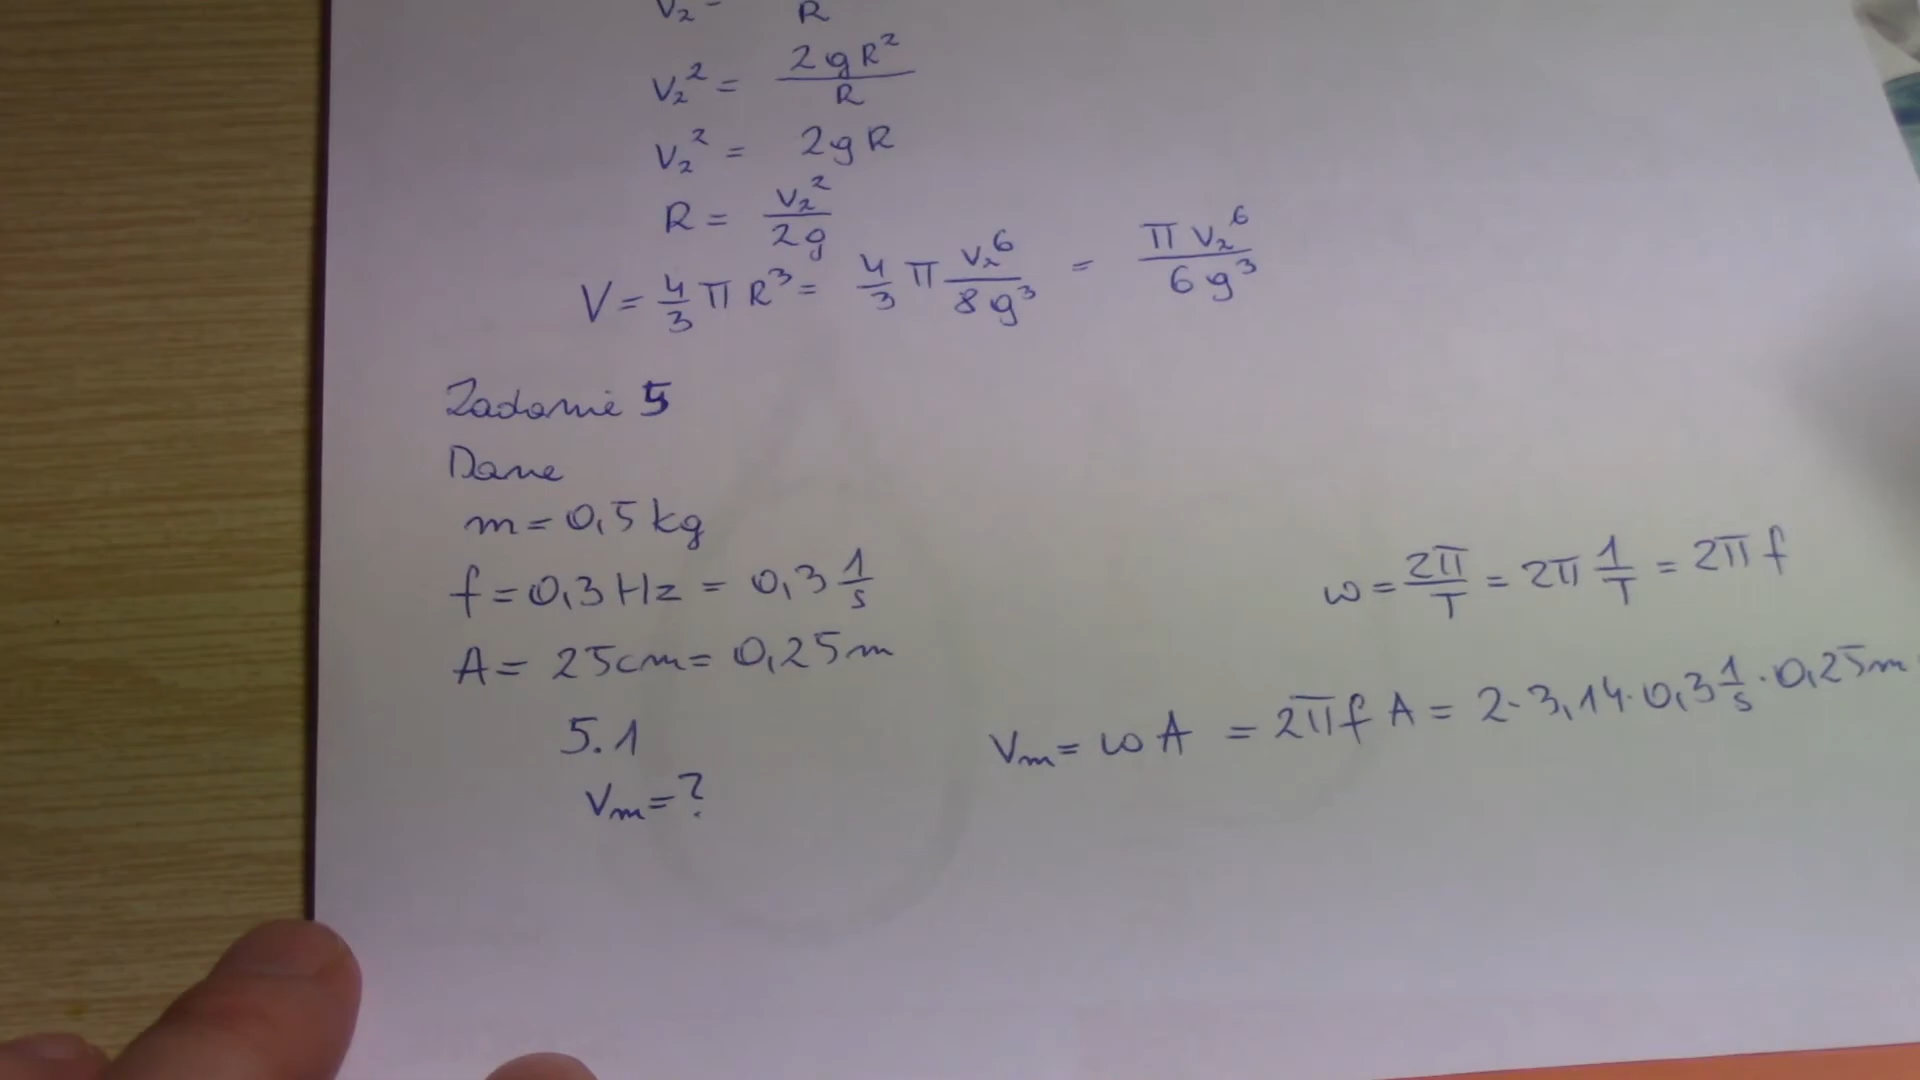 V₂ = R
V₂² = 2gR² / R
V₂² = 2gR
R = V₂² / 2g
V = 4/3 π R³ = 4/3 π V₂⁶ / 8g³ = π V₂⁶ / 6g³
Zadanie 5
Dane
m = 0,5 kg
f = 0,3 Hz = 0,3 1/s
ω = 2π/T = 2π 1/T = 2π f
A = 25cm = 0,25m
5.1
Vm = ωA = 2πf A = 2·3,14·0,3 1/s · 0,25m
Vm = ?